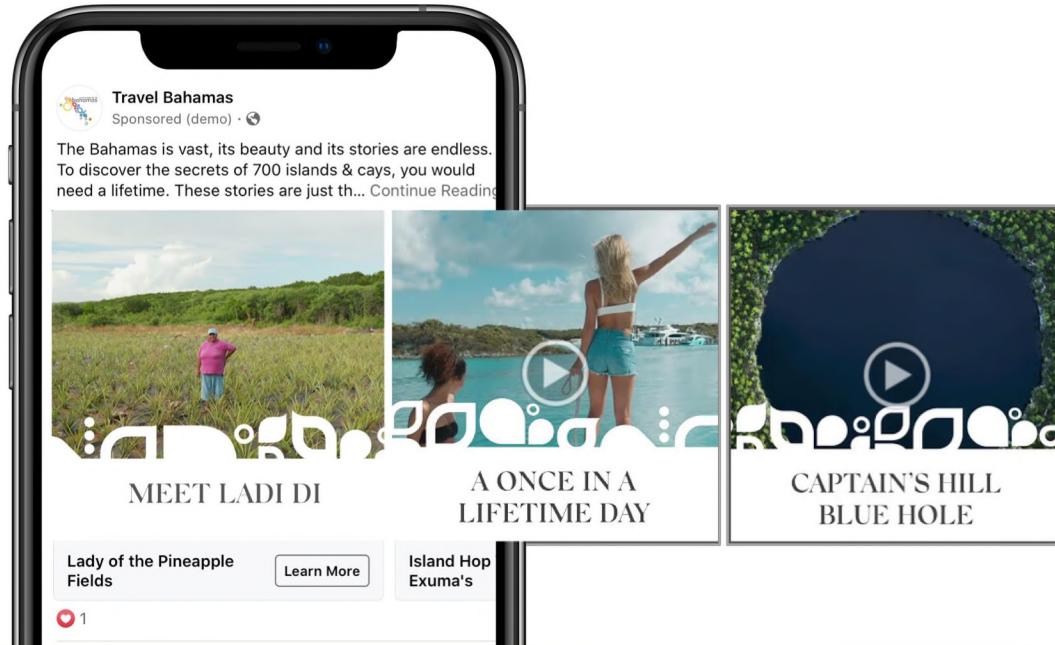 bahamas
Travel Bahamas
Sponsored (demo) ·
The Bahamas is vast, its beauty and its stories are endless.
To discover the secrets of 700 islands & cays, you would
need a lifetime. These stories are just th... Continue Reading
MEET LADI DI
A ONCE IN A
LIFETIME DAY
CAPTAIN'S HILL
BLUE HOLE
Lady of the Pineapple
Fields
Learn More
Island Hop
Exuma's
1